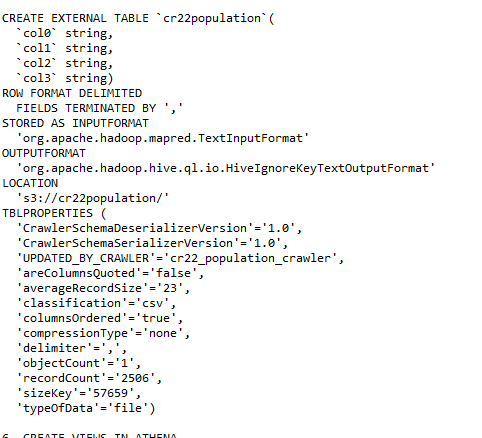 CREATE EXTERNAL TABLE `cr22population`(
`col0` string,
`col1` string,
`col2` string,
`col3` string)
ROW FORMAT DELIMITED
FIELDS TERMINATED BY ','
STORED AS INPUTFORMAT
'org.apache.hadoop.mapred.TextInputFormat'
OUTPUTFORMAT
'org.apache.hadoop.hive.ql.io.HiveIgnoreKeyTextOutputFormat'
LOCATION
's3://cr22population/'
TBLPROPERTIES (
'CrawlerSchemaDeserializerVersion'='1.0',
'CrawlerSchemaSerializerVersion'='1.0',
'UPDATED_BY_CRAWLER'='cr22_population_crawler',
'areColumnsQuoted'='false',
'averageRecordSize'='23',
'classification'='csv',
'columnsOrdered'='true',
'compressionType'='none',
'delimiter'=',',
'objectCount'='1',
'recordCount'='2506',
'sizeKey'='57659',
'typeOfData'='file')
6. CREATE VIEWS IN ATHENA